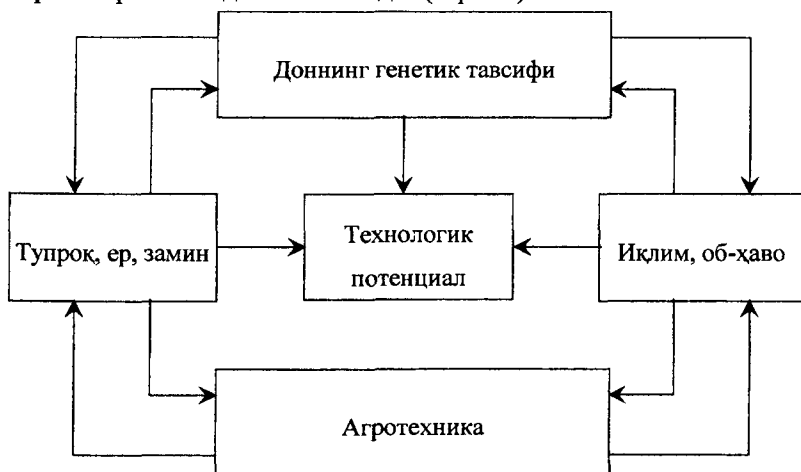 Доннинг генетик тавсифи
Тупроқ, ер, замин
Технологик
потенциал
Иқлим, об-ҳаво
Агротехника